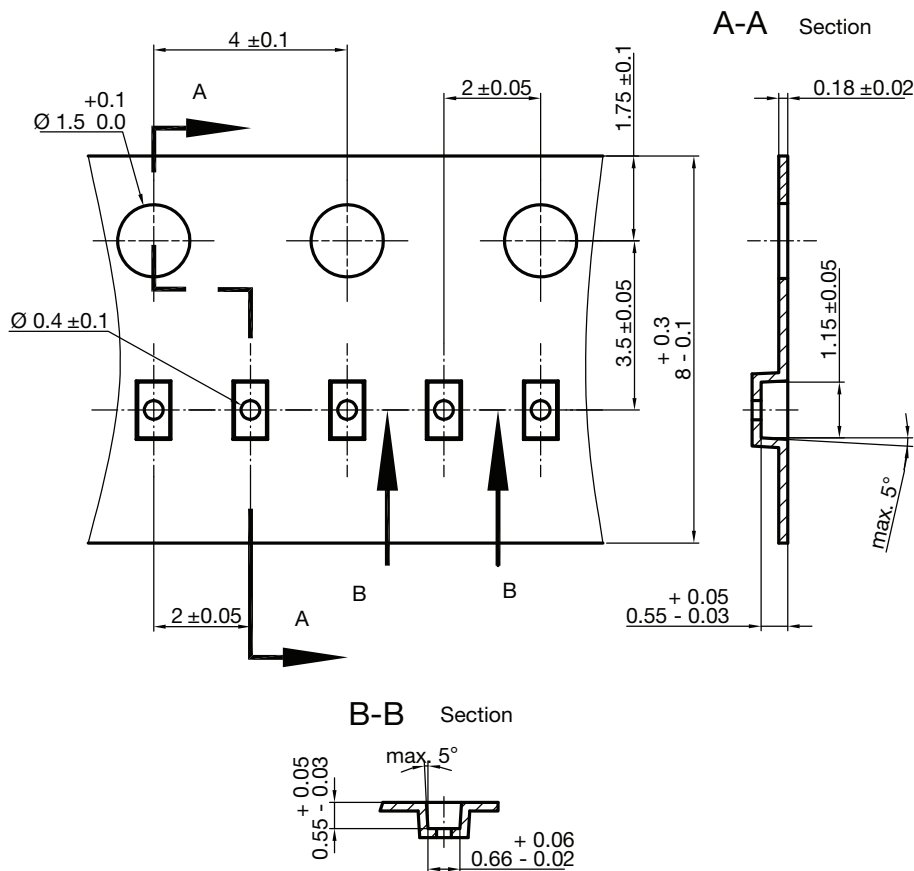 A-A Section
4 ±0.1
1.75 ±0.1
2 ±0.05
0.18 ±0.02
+0.1
Ø 1.5 0.0
A
3.5 ±0.05
+ 0.3
8 - 0.1
1.15 ±0.05
Ø 0.4 ±0.1
max. 5°
B
B
+ 0.05
0.55 - 0.03
2 ±0.05
A
B-B Section
max. 5°
+ 0.05
0.55 - 0.03
+ 0.06
0.66 - 0.02